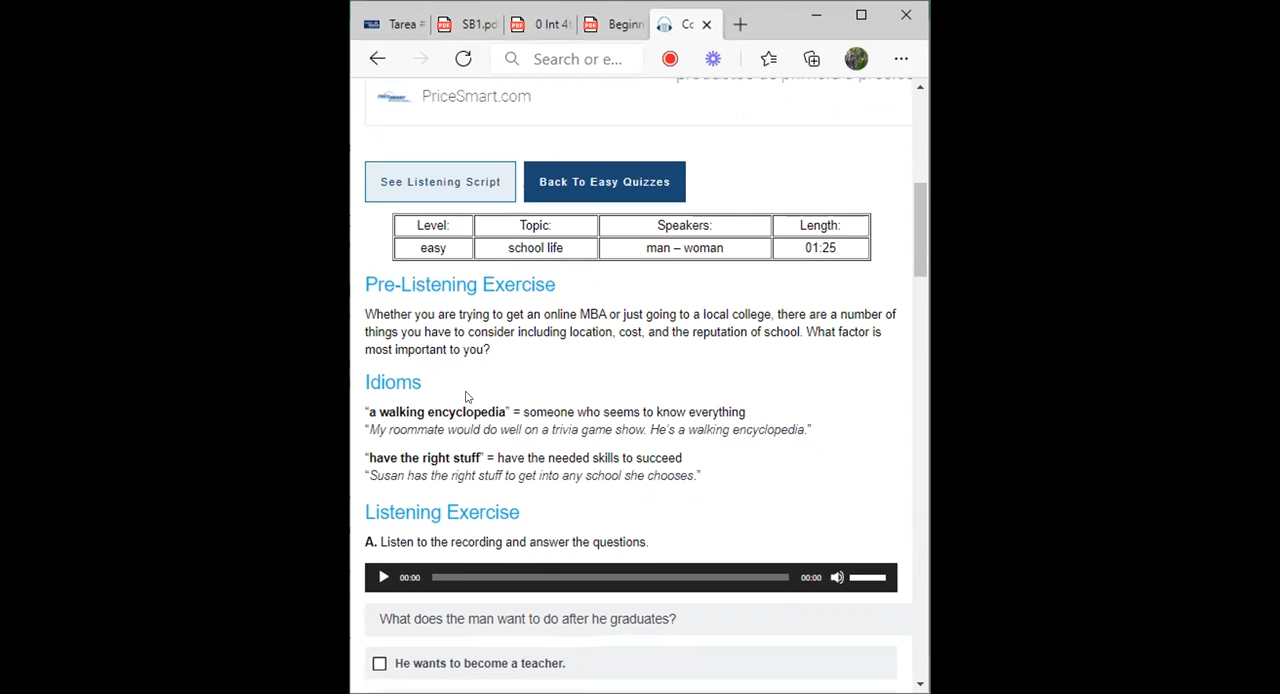 Tarea #
SB1.pd
0 Int 4t
Beginn
Cc
Search or e...
PriceSmart.com
See Listening Script
Back To Easy Quizzes
Level: Topic: Speakers: Length:
easy school life man – woman 01:25
Pre-Listening Exercise
Whether you are trying to get an online MBA or just going to a local college, there are a number of
things you have to consider including location, cost, and the reputation of school. What factor is
most important to you?
Idioms
“a walking encyclopedia” = someone who seems to know everything
“My roommate would do well on a trivia game show. He’s a walking encyclopedia.”
“have the right stuff” = have the needed skills to succeed
“Susan has the right stuff to get into any school she chooses.”
Listening Exercise
A. Listen to the recording and answer the questions.
00:00 00:00
What does the man want to do after he graduates?
He wants to become a teacher.